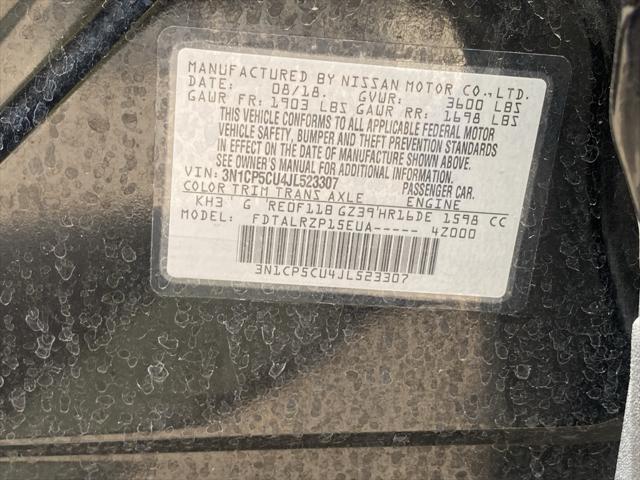 MANUFACTURED BY NISSAN MOTOR CO.,LTD.
DATE: 08/18. GVWR: 3600 LBS
GAWR FR: 1903 LBS GAWR RR: 1698 LBS
THIS VEHICLE CONFORMS TO ALL APPLICABLE FEDERAL MOTOR
VEHICLE SAFETY, BUMPER AND THEFT PREVENTION STANDARDS
IN EFFECT ON THE DATE OF MANUFACTURE SHOWN ABOVE.
SEE OWNER'S MANUAL FOR ADDITIONAL INFORMATION.
VIN: 3N1CP5CU4JL523307 PASSENGER CAR.
COLOR TRIM TRANS AXLE ENGINE
KH3 G RE0F11B GZ39 HR16DE 1598 CC
MODEL: FDTALRZP15EUA----- 4Z000
3N1CP5CU4JL523307